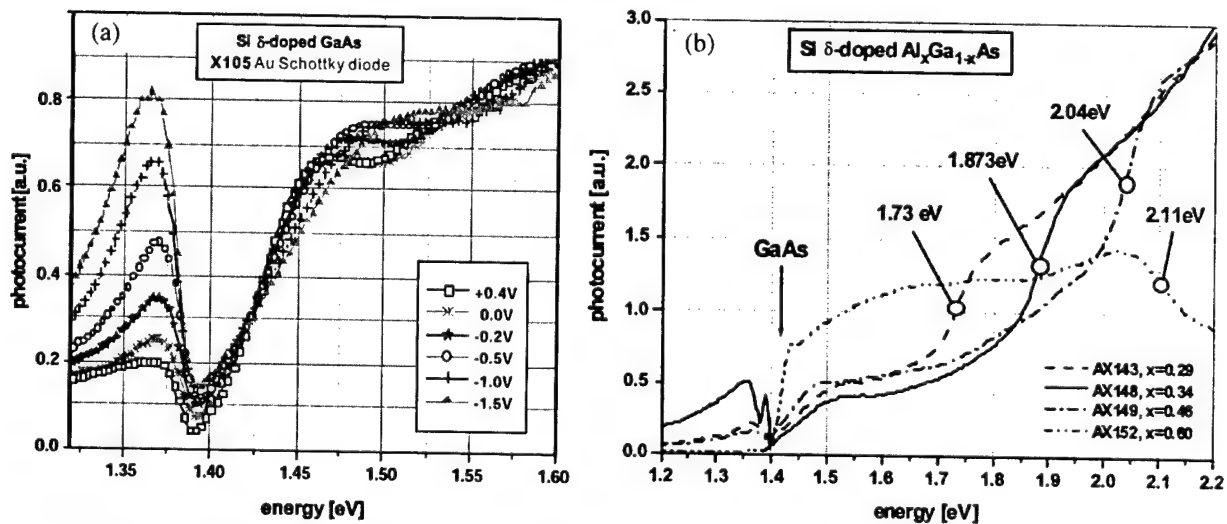 (a)
Si δ-doped GaAs
X105 Au Schottky diode
photocurrent [a.u.]
0.8
0.6
0.4
0.2
0.0
+0.4V
0.0V
-0.2V
-0.5V
-1.0V
-1.5V
1.35
1.40
1.45
1.50
1.55
1.60
energy [eV]
(b)
Si δ-doped AlxGa1-xAs
photocurrent [a.u.]
3.0
2.5
2.0
1.5
1.0
0.5
0.0
GaAs
1.73 eV
1.873eV
2.04eV
2.11eV
AX143, x=0.29
AX148, x=0.34
AX149, x=0.46
AX152, x=0.60
1.2
1.3
1.4
1.5
1.6
1.7
1.8
1.9
2.0
2.1
2.2
energy [eV]